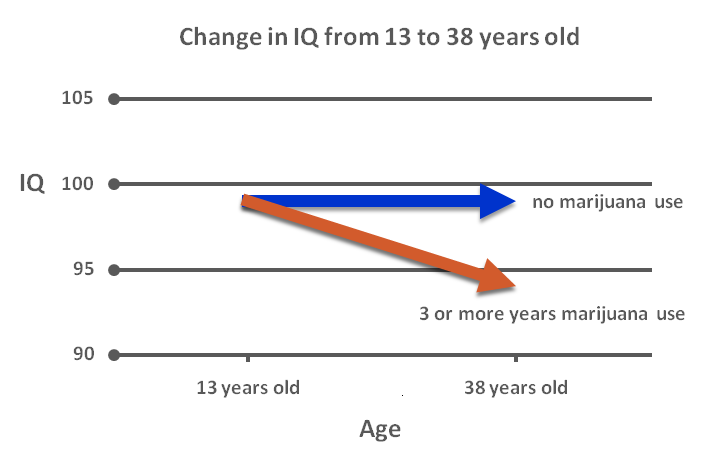 Change in IQ from 13 to 38 years old
105
IQ
100
no marijuana use
95
3 or more years marijuana use
90
13 years old
38 years old
Age